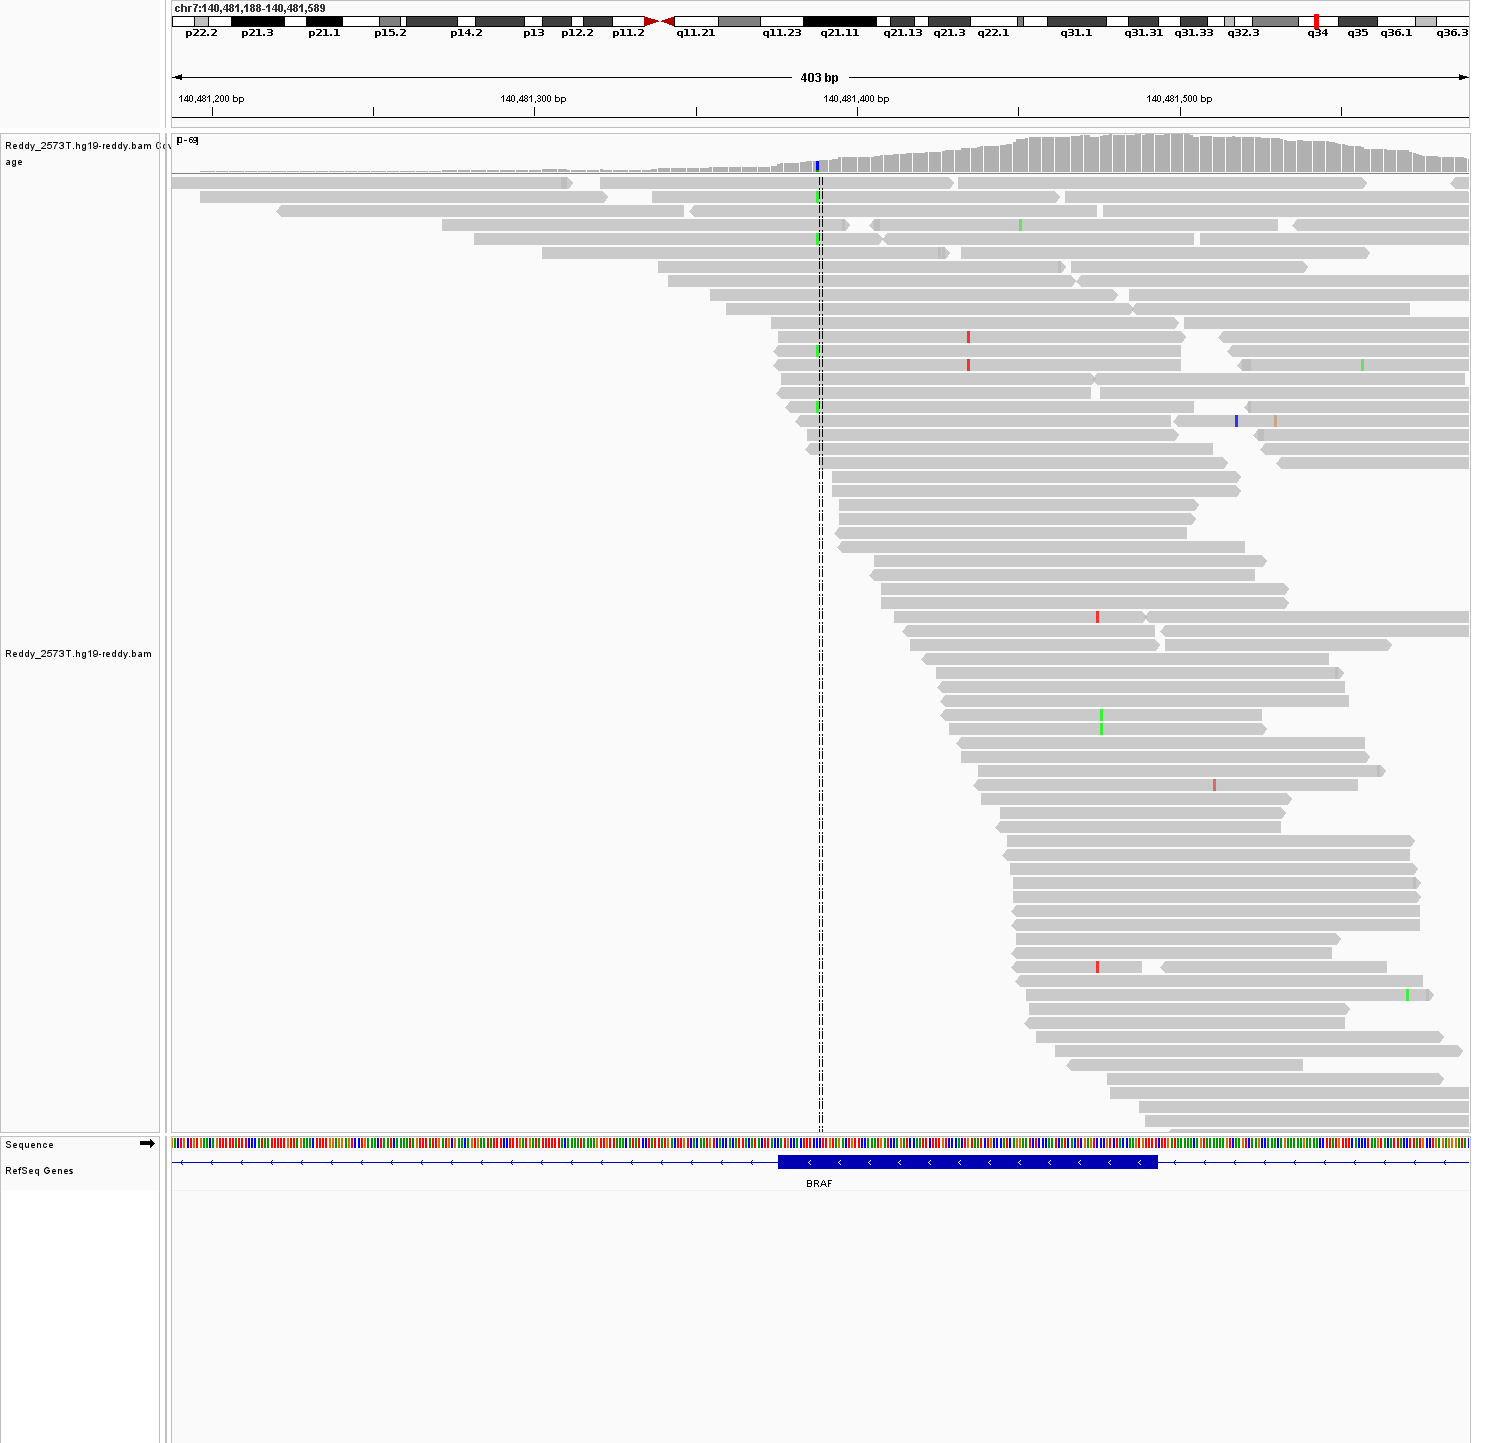 chr7:140,481,188-140,481,589
p22.2 p21.3 p21.1 p15.2 p14.2 p13 p12.2 p11.2 q11.21 q11.23 q21.11 q21.13 q21.3 q22.1 q31.1 q31.31 q31.33 q32.3 q34 q35 q36.1 q36.3
403 bp
140,481,200 bp 140,481,300 bp 140,481,400 bp 140,481,500 bp
[0 - 69]
Reddy_2573T.hg19-reddy.bam Cov
age
Reddy_2573T.hg19-reddy.bam
Sequence
RefSeq Genes
BRAF